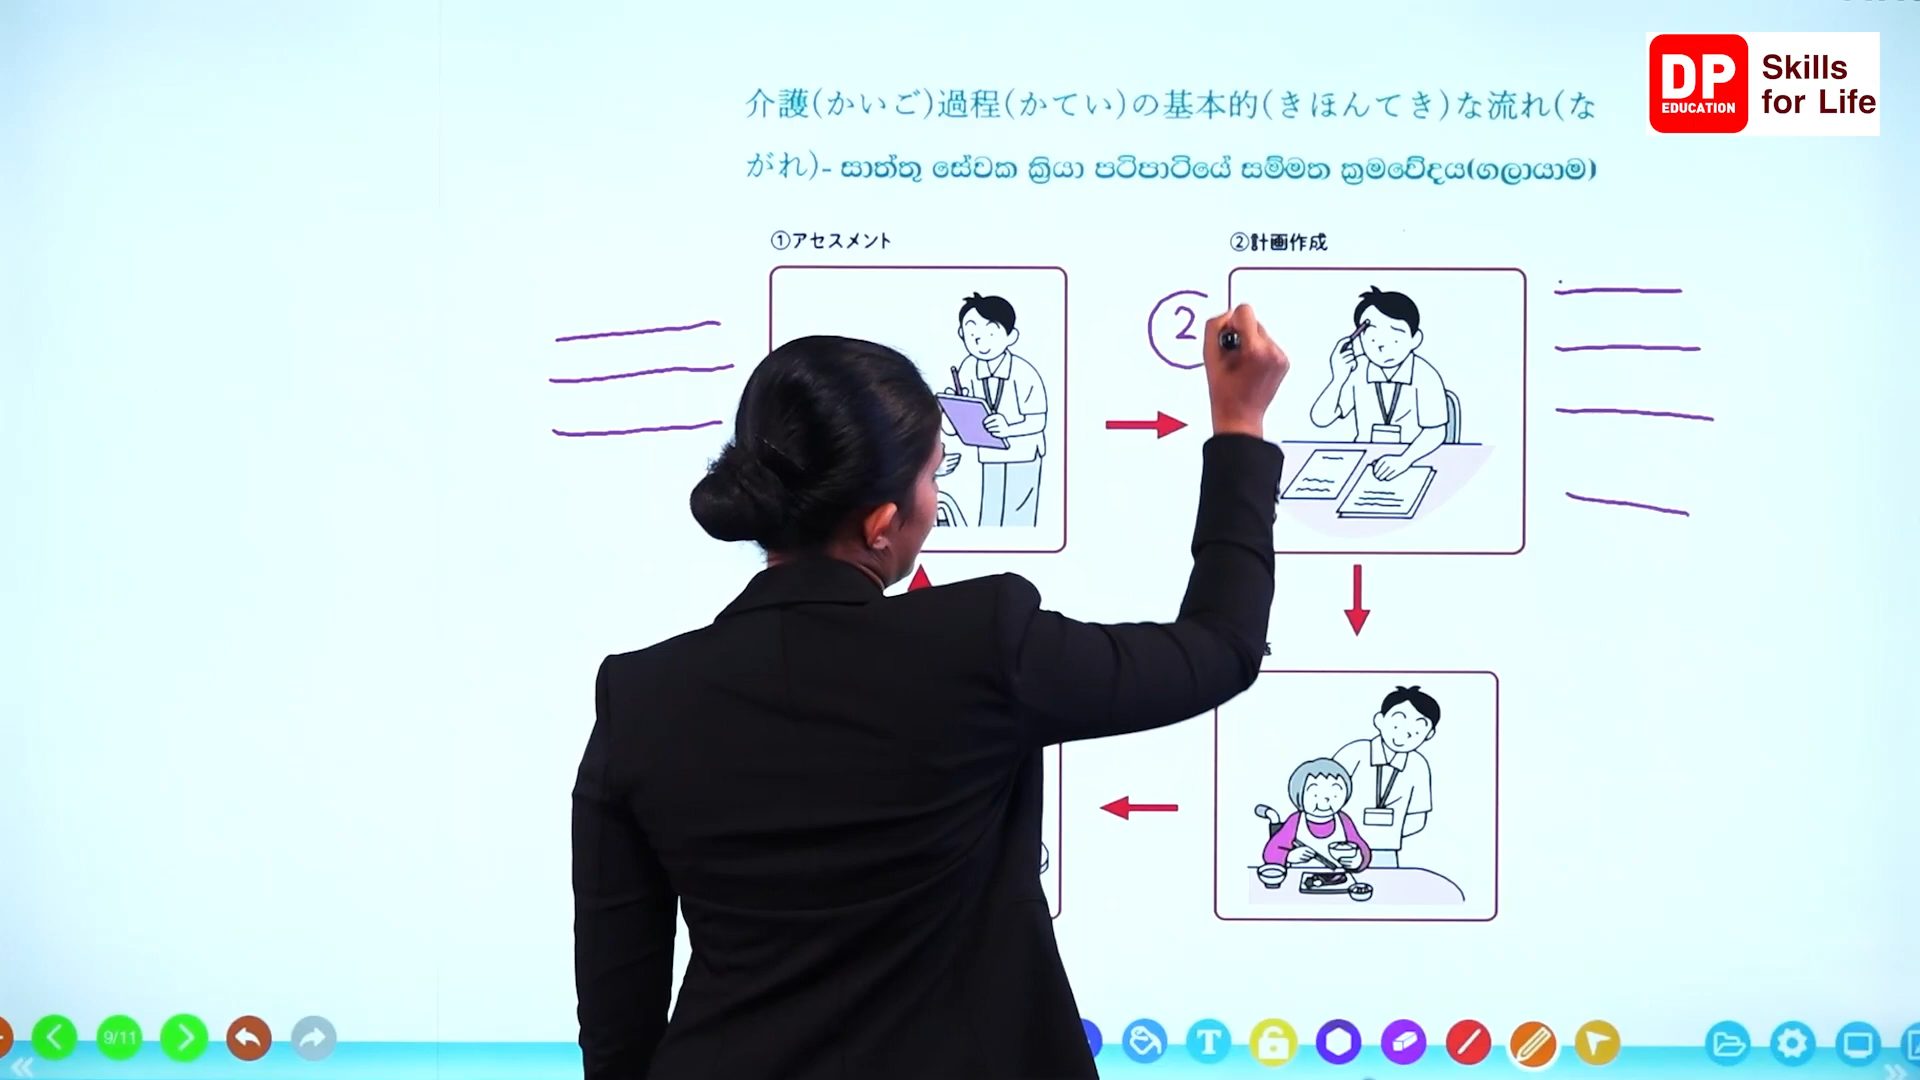 DP
EDUCATION
Skills
for Life
介護(かいご)過程(かてい)の基本的(きほんてき)な流れ(な
がれ)- සාත්තු සේවක ක්‍රියා පටිපාටියේ සම්මත ක්‍රමවේදය(ගලායාම)
①アセスメント
②計画作成
2
9/11
T